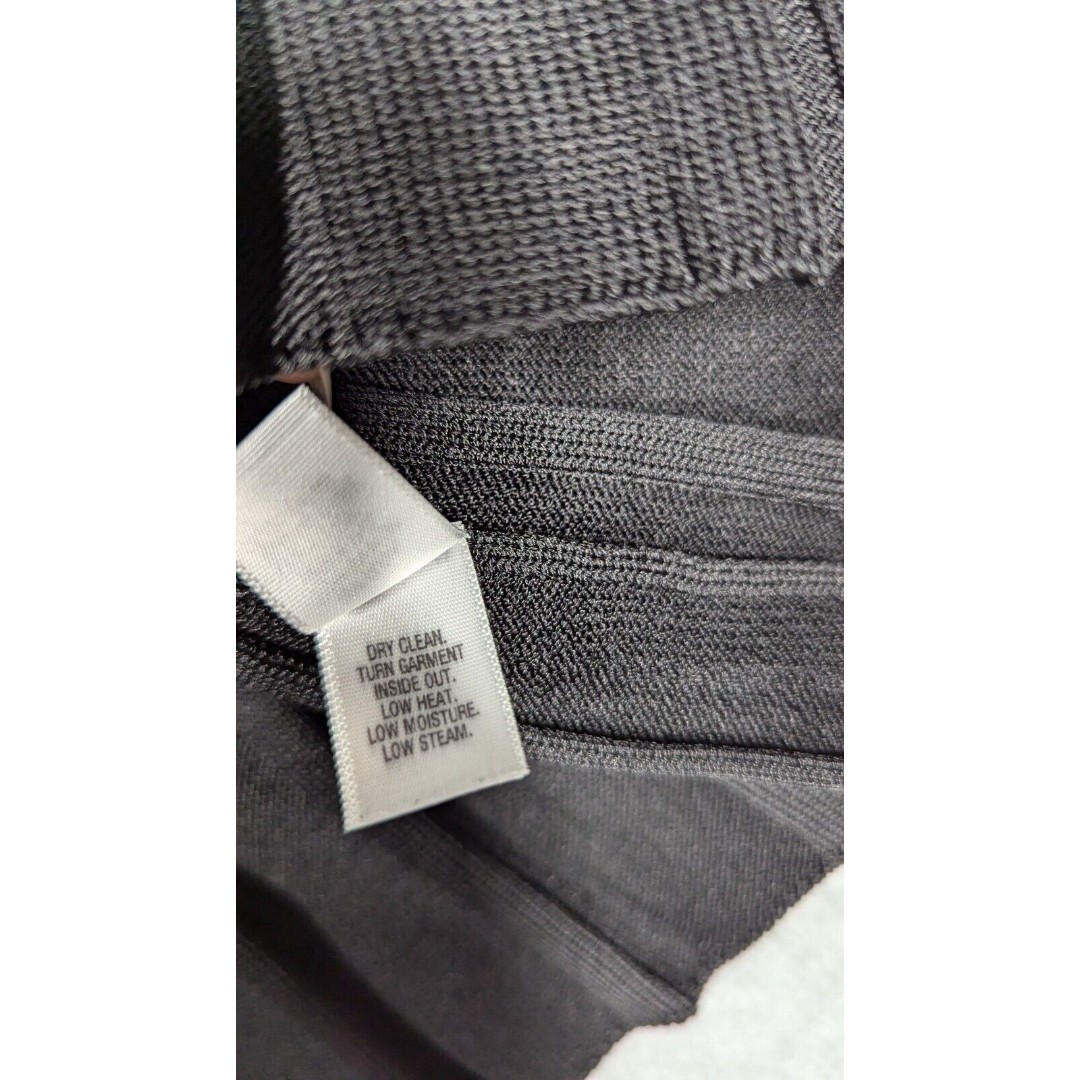 DRY CLEAN.
TURN GARMENT
INSIDE OUT.
LOW HEAT.
LOW MOISTURE.
LOW STEAM.